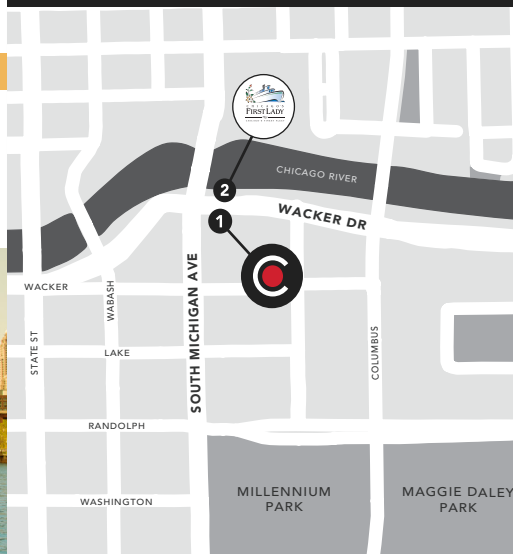 CHICAGO'S
FIRST LADY
CHICAGO RIVER
2
WACKER DR
1
C
WACKER
WABASH
SOUTH MICHIGAN AVE
STATE ST
LAKE
COLUMBUS
RANDOLPH
MILLENNIUM
PARK
MAGGIE DALEY
PARK
WASHINGTON